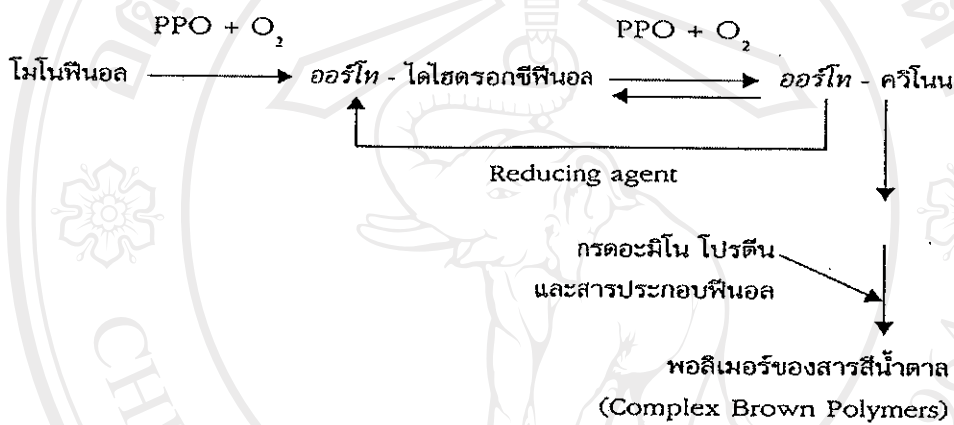 PPO + O₂ PPO + O₂
โมโนฟีนอล ออร์โท - ไดไฮดรอกซีฟีนอล ออร์โท - ควิโนน
Reducing agent
กรดอะมิโน โปรตีน
และสารประกอบฟีนอล
พอลิเมอร์ของสารสีน้ำตาล
(Complex Brown Polymers)